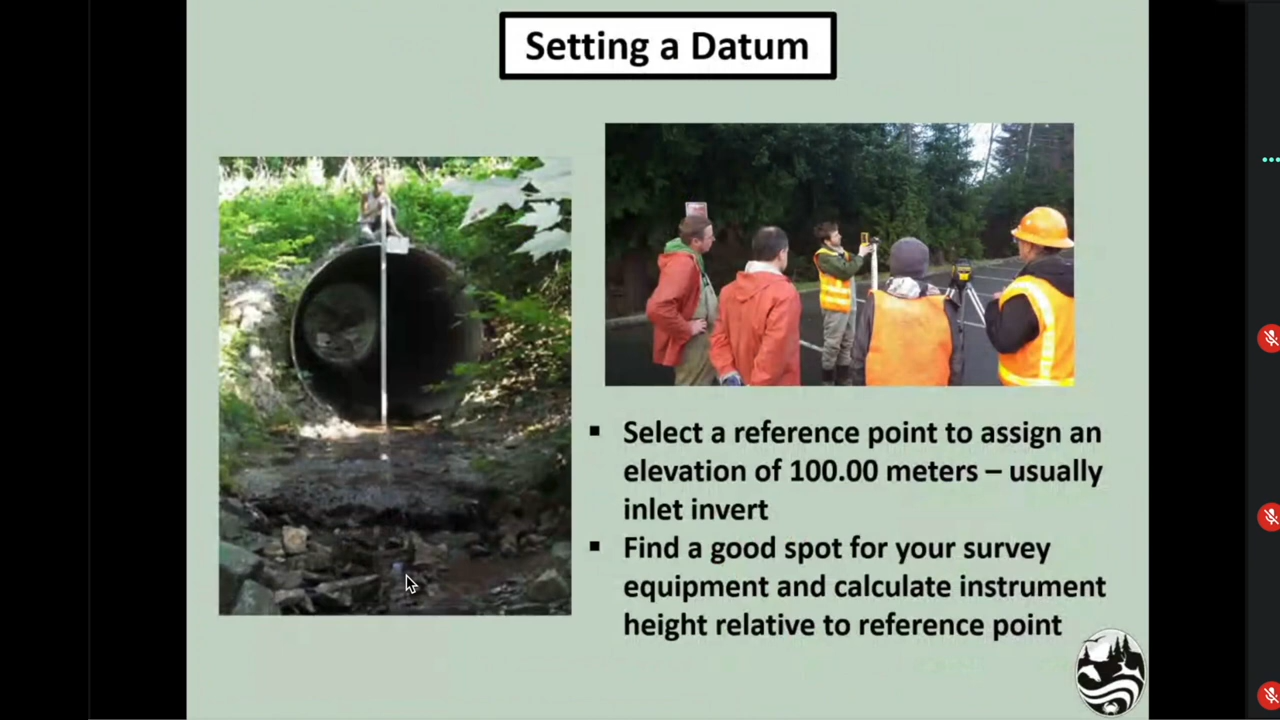 Setting a Datum
▪ Select a reference point to assign an
elevation of 100.00 meters – usually
inlet invert
▪ Find a good spot for your survey
equipment and calculate instrument
height relative to reference point